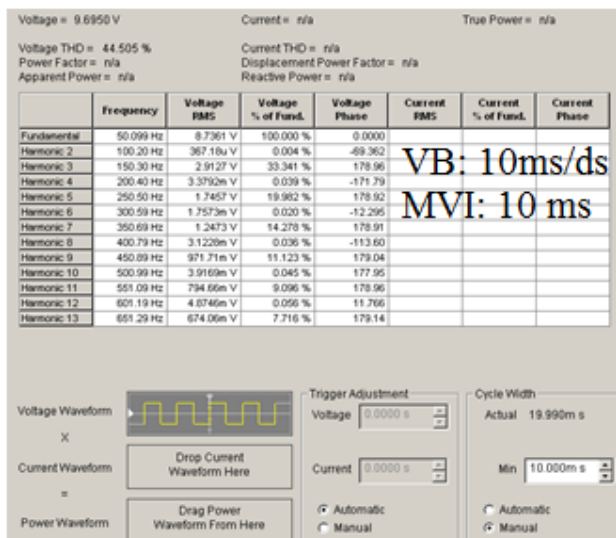 Voltage = 9.6950 V Current = n/a True Power = n/a
Voltage THD = 44.505 % Current THD = n/a
Power Factor = n/a Displacement Power Factor = n/a
Apparent Power = n/a Reactive Power = n/a
Frequency Voltage RMS Voltage % of Fund. Voltage Phase Current RMS Current % of Fund. Current Phase
Fundamental 50.099 Hz 8.7361 V 100.000 % 0.0000
Harmonic 2 100.20 Hz 367.18u V 0.004 % -69.362
Harmonic 3 150.30 Hz 2.9127 V 33.341 % 178.96
Harmonic 4 200.40 Hz 3.3792m V 0.039 % -171.79
Harmonic 5 250.50 Hz 1.7457 V 19.982 % 178.92
Harmonic 6 300.59 Hz 1.7573m V 0.020 % -12.295
Harmonic 7 350.69 Hz 1.2473 V 14.278 % 178.91
Harmonic 8 400.79 Hz 3.1228m V 0.036 % -113.60
Harmonic 9 450.89 Hz 971.71m V 11.123 % 179.04
Harmonic 10 500.99 Hz 3.9169m V 0.045 % 177.95
Harmonic 11 551.09 Hz 794.66m V 9.096 % 178.96
Harmonic 12 601.19 Hz 4.8746m V 0.056 % 11.766
Harmonic 13 651.29 Hz 674.06m V 7.716 % 179.14
VB: 10ms/ds
MVI: 10 ms
Voltage Waveform
X
Current Waveform
=
Power Waveform
Drop Current
Waveform Here
Drag Power
Waveform From Here
Trigger Adjustment
Voltage 0.0000 s
Current 0.0000 s
Automatic
Manual
Cycle Width
Actual 19.990m s
Min 10.000m s
Automatic
Manual